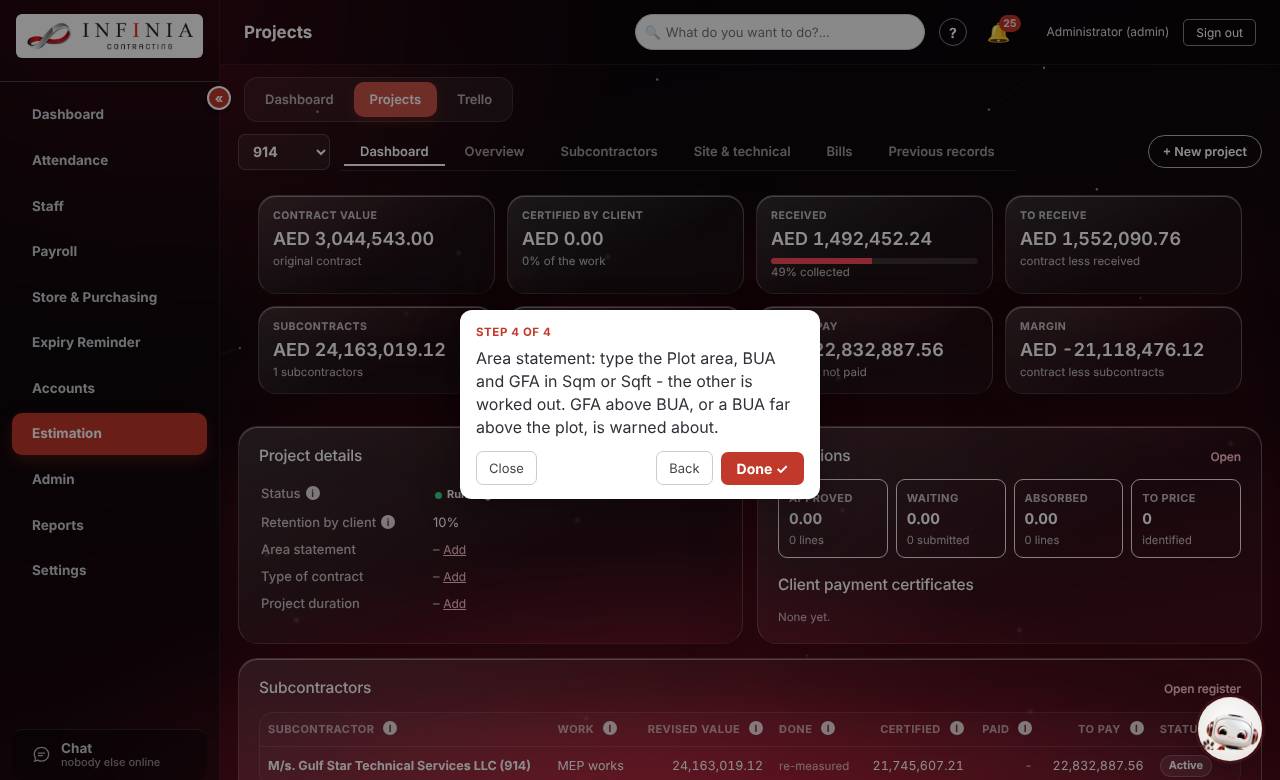 INFINIA
CONTRACTING
Projects
What do you want to do?...
?
25
Administrator (admin)
Sign out
«
Dashboard
Attendance
Staff
Payroll
Store & Purchasing
Expiry Reminder
Accounts
Estimation
Admin
Reports
Settings
Chat
nobody else online
Dashboard
Projects
Trello
914
Dashboard
Overview
Subcontractors
Site & technical
Bills
Previous records
+ New project
CONTRACT VALUE
AED 3,044,543.00
original contract
CERTIFIED BY CLIENT
AED 0.00
0% of the work
RECEIVED
AED 1,492,452.24
49% collected
TO RECEIVE
AED 1,552,090.76
contract less received
SUBCONTRACTS
AED 24,163,019.12
1 subcontractors
PAY
22,832,887.56
not paid
MARGIN
AED -21,118,476.12
contract less subcontracts
STEP 4 OF 4
Area statement: type the Plot area, BUA
and GFA in Sqm or Sqft - the other is
worked out. GFA above BUA, or a BUA far
above the plot, is warned about.
Close
Back
Done ✓
Project details
Status
Retention by client
10%
Area statement
– Add
Type of contract
– Add
Project duration
– Add
Open
APPROVED
0.00
0 lines
WAITING
0.00
0 submitted
ABSORBED
0.00
0 lines
TO PRICE
0
identified
Client payment certificates
None yet.
Subcontractors
Open register
SUBCONTRACTOR
WORK
REVISED VALUE
DONE
CERTIFIED
PAID
TO PAY
M/s. Gulf Star Technical Services LLC (914)
MEP works
24,163,019.12
re-measured
21,745,607.21
-
22,832,887.56
Active